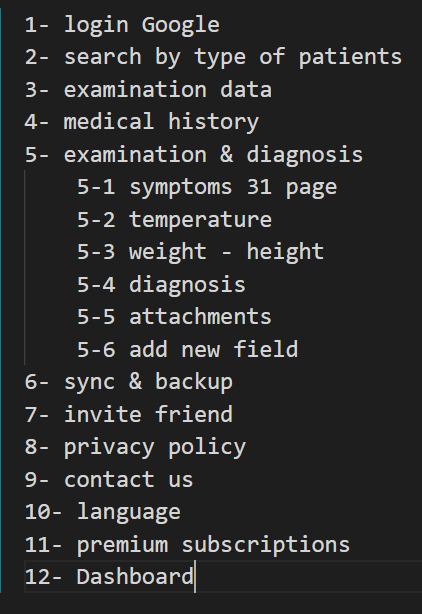 1- login Google
2- search by type of patients
3- examination data
4- medical history
5- examination & diagnosis
5-1 symptoms 31 page
5-2 temperature
5-3 weight - height
5-4 diagnosis
5-5 attachments
5-6 add new field
6- sync & backup
7- invite friend
8- privacy policy
9- contact us
10- language
11- premium subscriptions
12- Dashboard